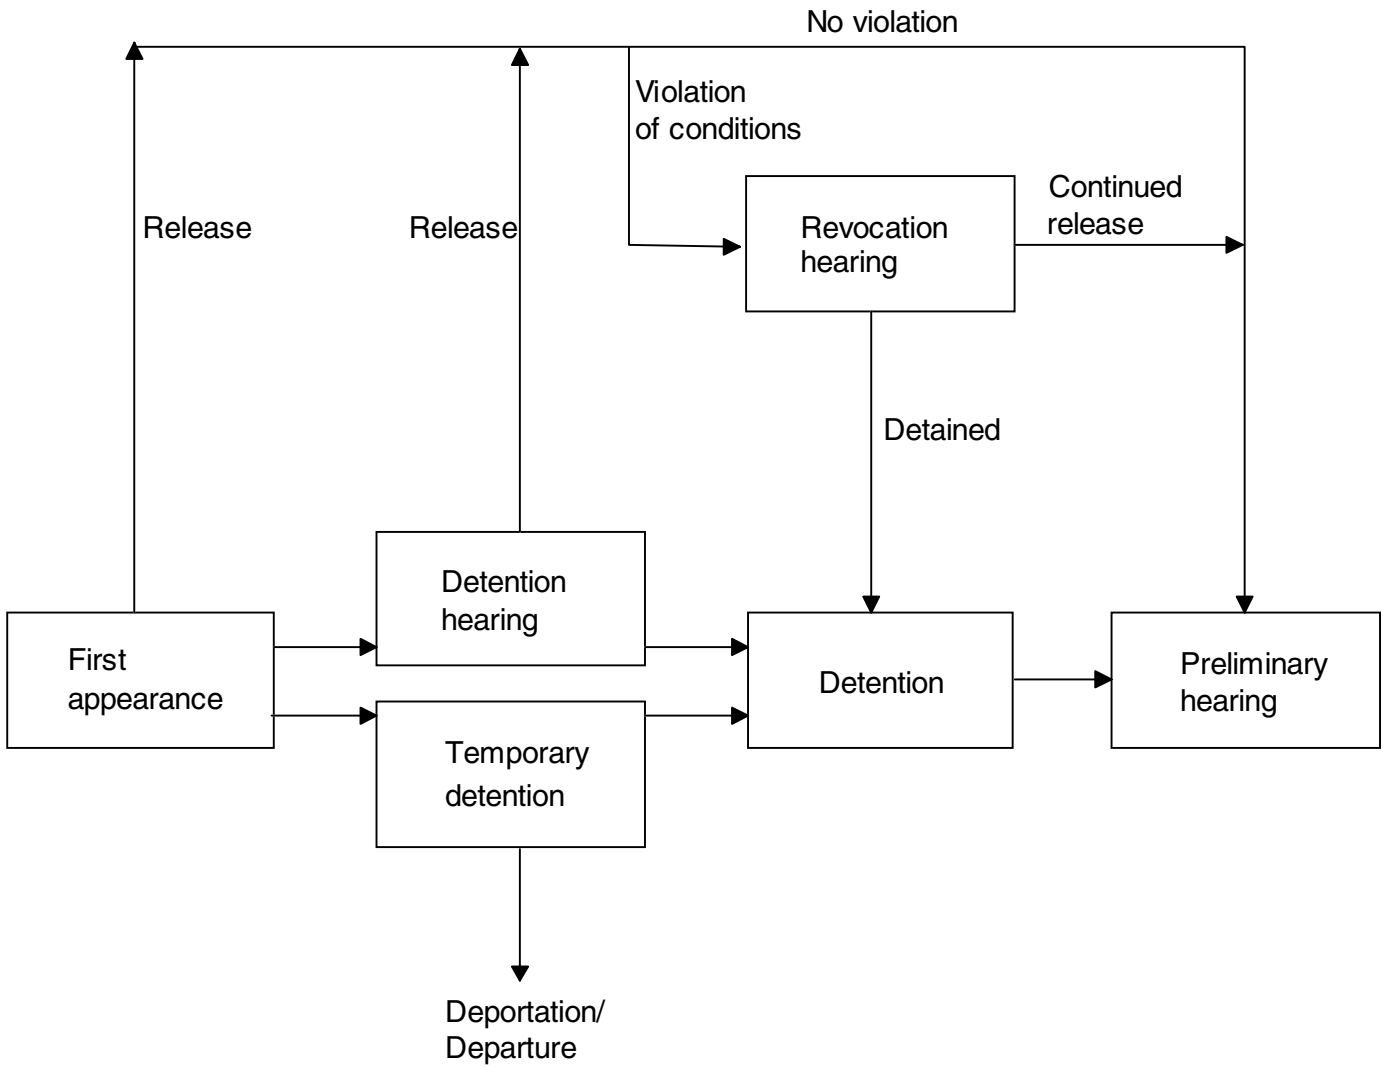 No violation
Violation
of conditions
Continued
release
Release
Release
Revocation
hearing
Detained
Detention
hearing
First
appearance
Detention
Preliminary
hearing
Temporary
detention
Deportation/
Departure